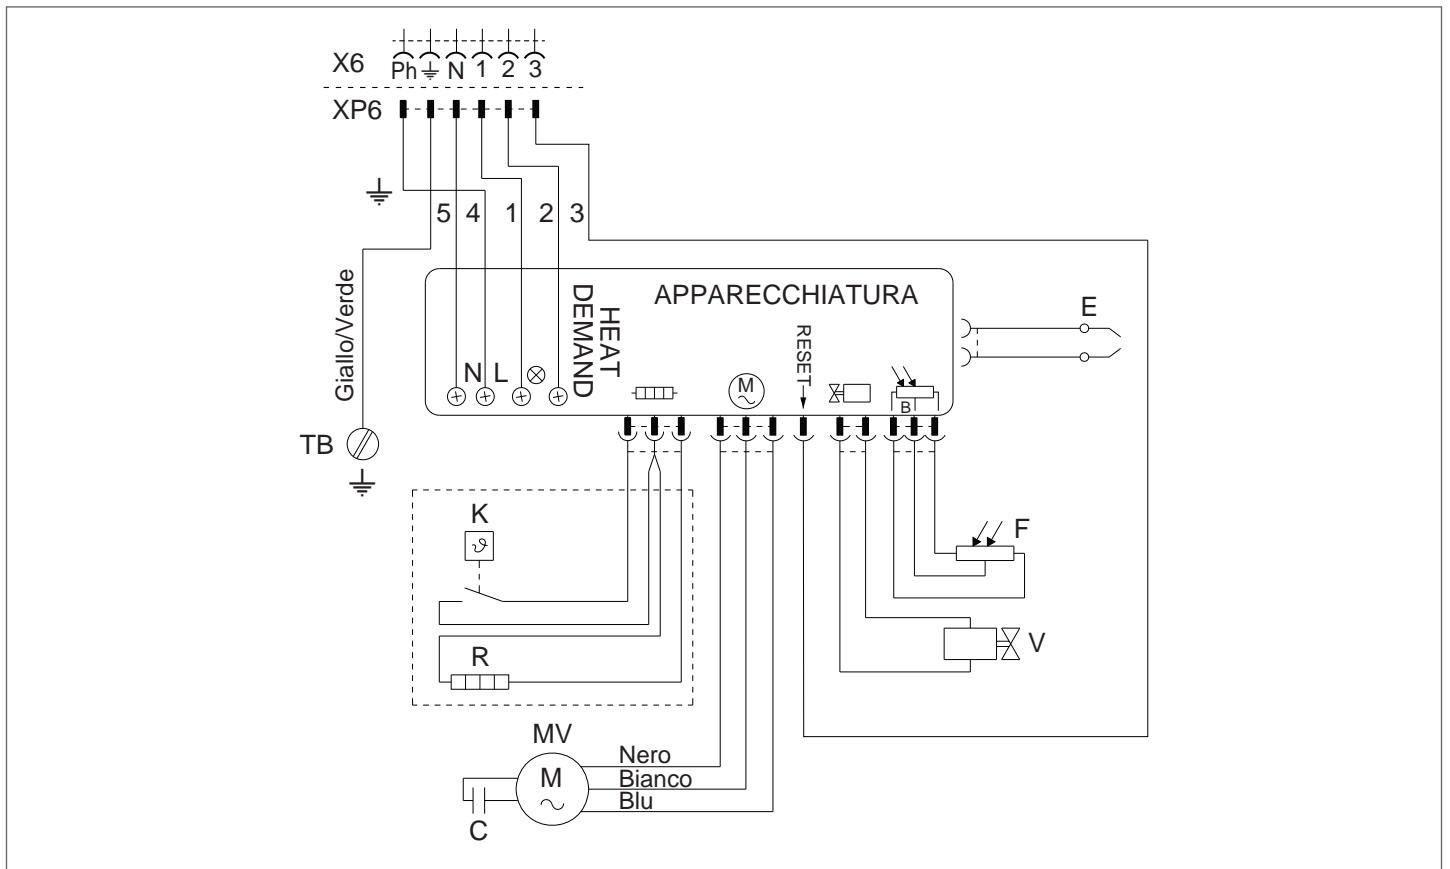 X6
Ph N 1 2 3
XP6
5 4 1 2 3
Giallo/Verde
APPARECCHIATURA
HEAT
DEMAND
RESET
E
N L
M
B
TB
K
F
R
V
MV
Nero
M
Bianco
Blu
C